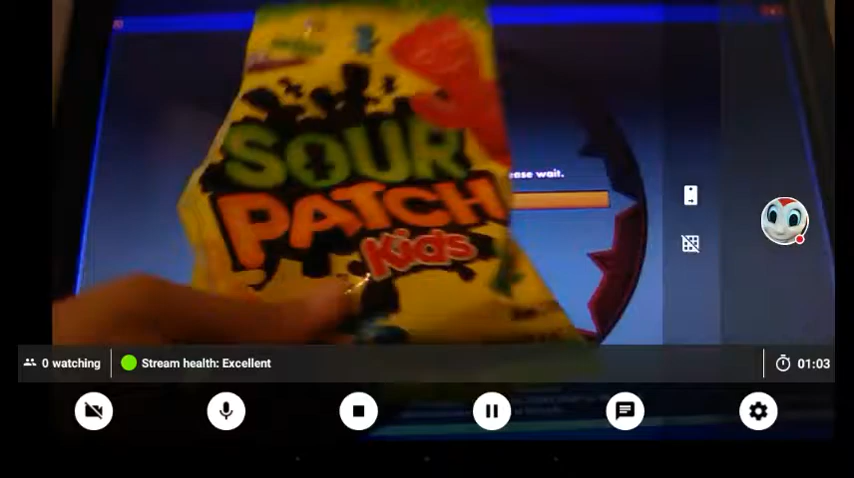 SOUR
PATCH
Kids
ease wait.
0 watching
Stream health: Excellent
01:03